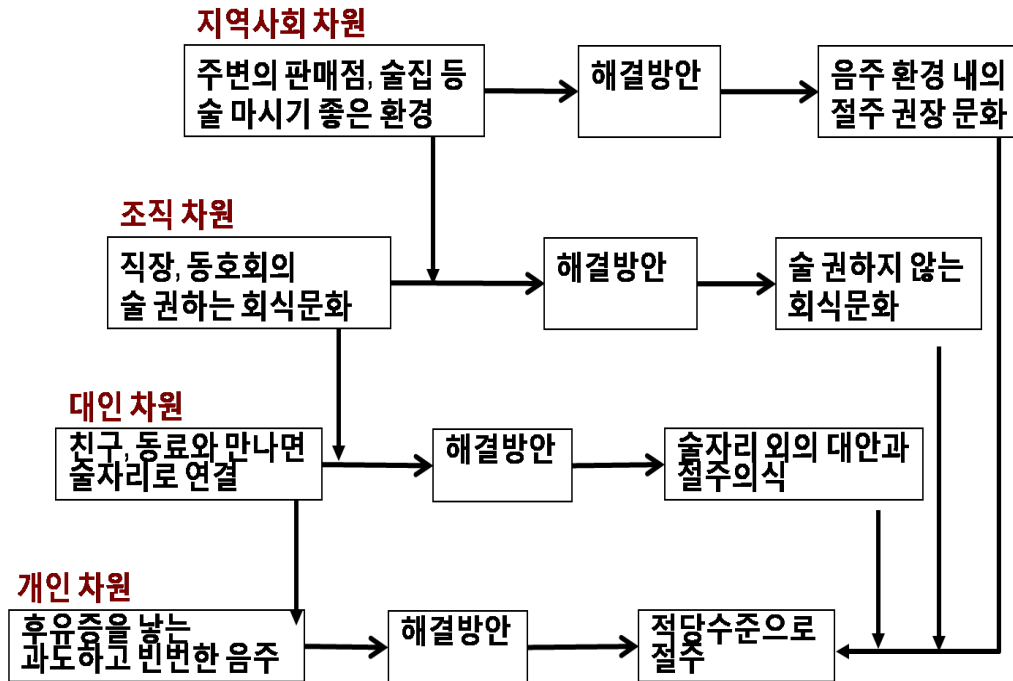 지역사회 차원
주변의 판매점, 술집 등
술 마시기 좋은 환경
해결방안
음주 환경 내의
절주 권장 문화
조직 차원
직장, 동호회의
술 권하는 회식문화
해결방안
술 권하지 않는
회식문화
대인 차원
친구, 동료와 만나면
술자리로 연결
해결방안
술자리 외의 대안과
절주의식
개인 차원
후유증을 낳는
과도하고 빈번한 음주
해결방안
적당수준으로
절주